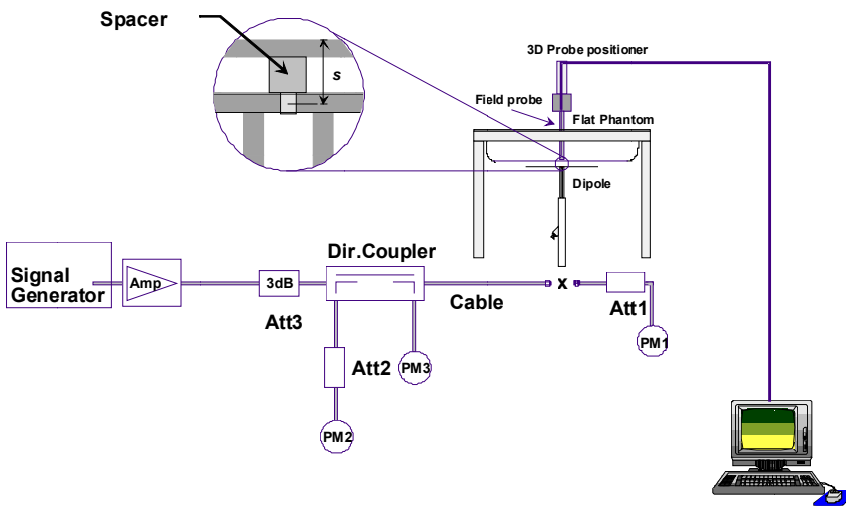 Spacer
s
3D Probe positioner
Field probe
Flat Phantom
Dipole
Dir.Coupler
Signal
Generator
Amp
3dB
Att3
Cable
x
Att1
PM1
Att2
PM3
PM2